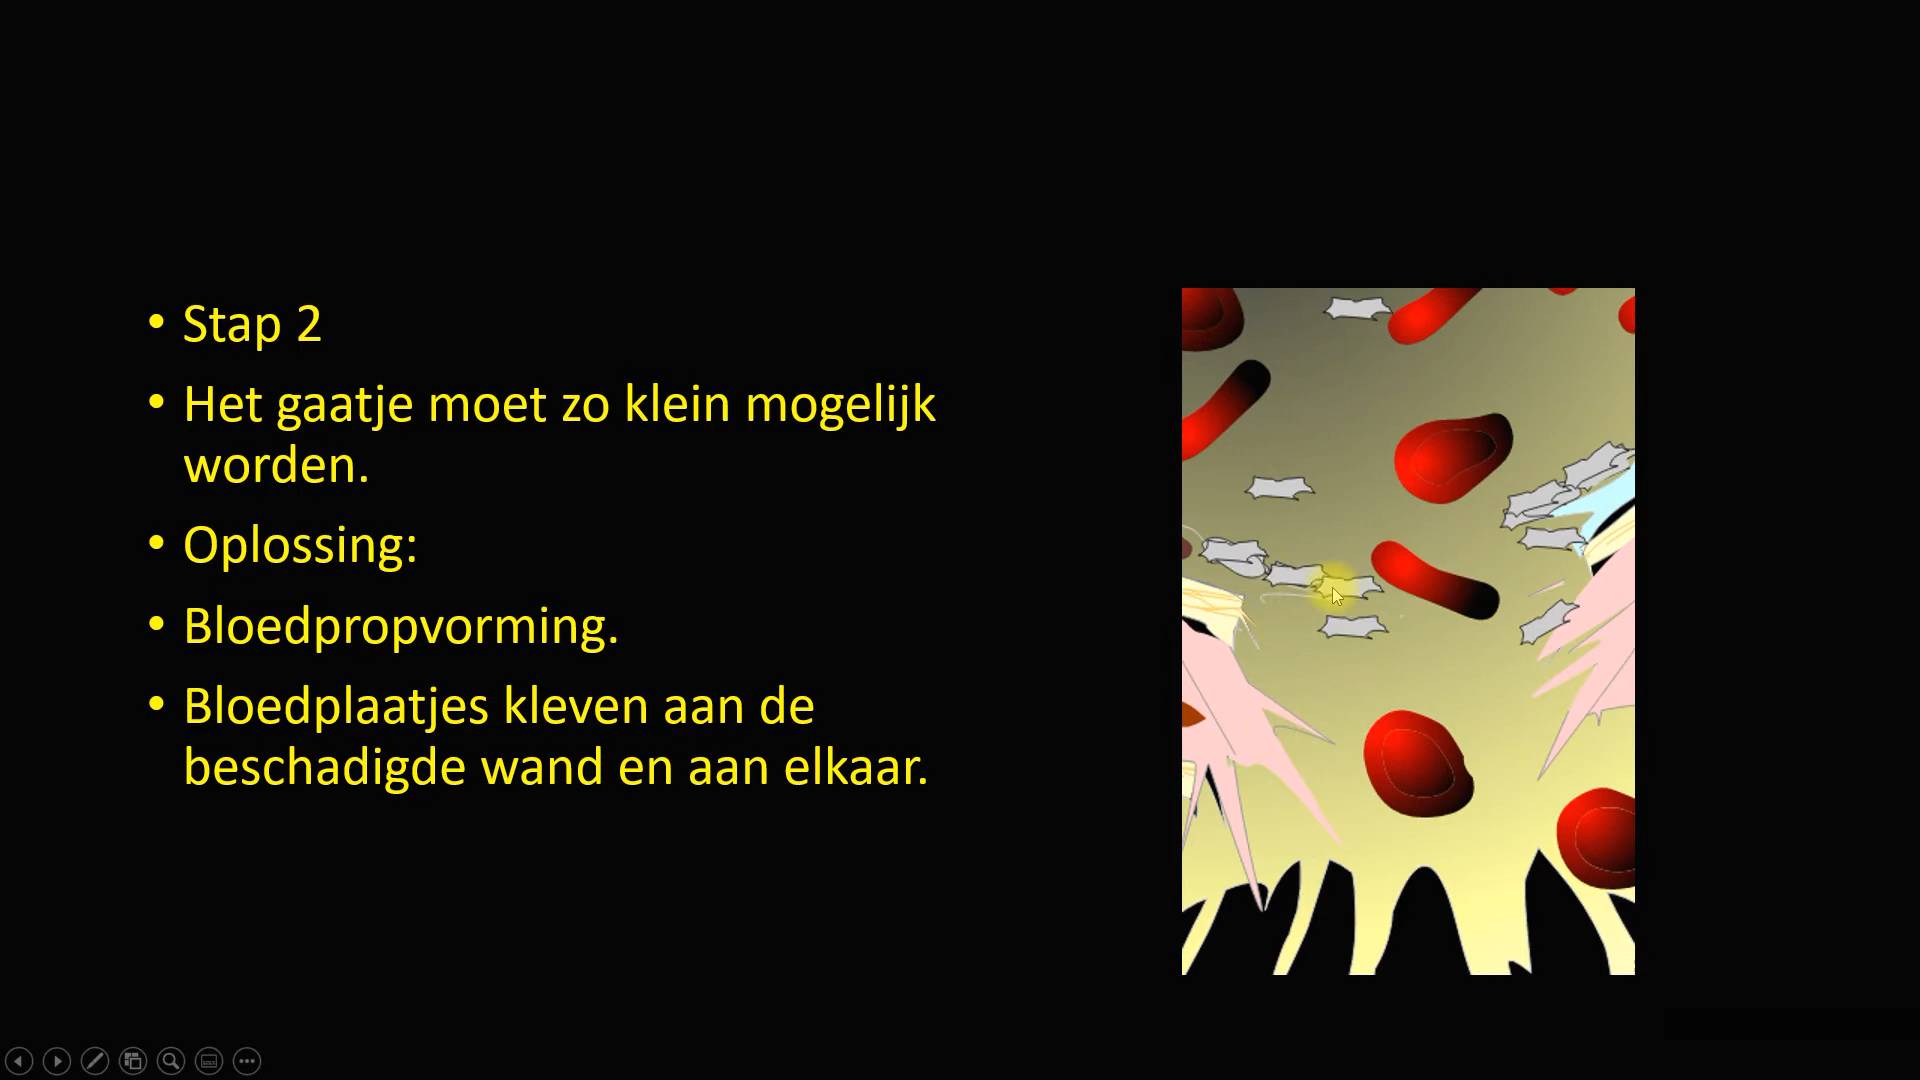 • Stap 2
• Het gaatje moet zo klein mogelijk
worden.
• Oplossing:
• Bloedpropvorming.
• Bloedplaatjes kleven aan de
beschadigde wand en aan elkaar.